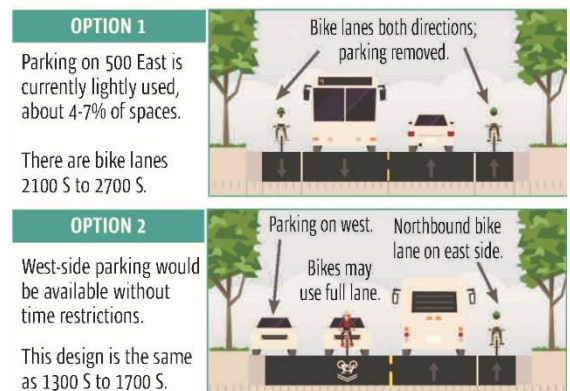 OPTION 1
Parking on 500 East is
currently lightly used,
about 4-7% of spaces.
There are bike lanes
2100 S to 2700 S.
Bike lanes both directions;
parking removed.
OPTION 2
West-side parking would
be available without
time restrictions.
This design is the same
as 1300 S to 1700 S.
Parking on west.
Bikes may
use full lane.
Northbound bike
lane on east side.